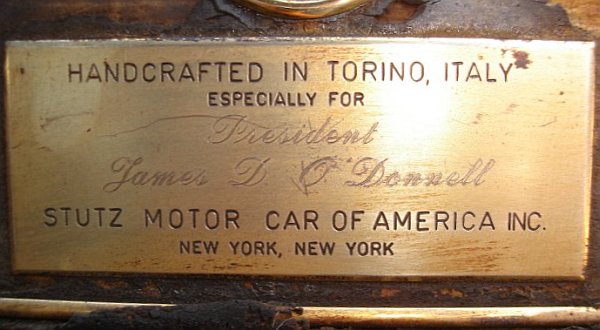 HANDCRAFTED IN TORINO, ITALY
ESPECIALLY FOR
President
James D. O'Donnell
STUTZ MOTOR CAR OF AMERICA INC.
NEW YORK, NEW YORK